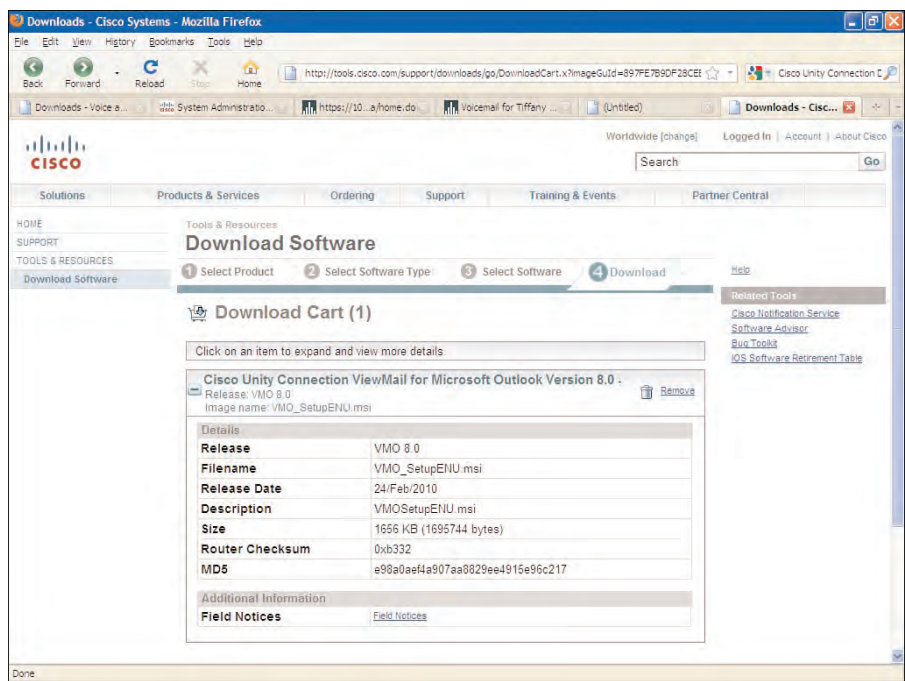 Downloads - Cisco Systems - Mozilla Firefox
File Edit View History Bookmarks Tools Help
Back Forward Reload Stop Home http://tools.cisco.com/support/downloads/go/DownloadCart.x?imageGuId=897FE7B9DF28CEE Cisco Unity Connection
Downloads - Voice a... System Administratio... https://10...a/home.do Voicemail for Tiffany ... (Untitled) Downloads - Cisc...
Worldwide [change] Logged In | Account | About Cisco
CISCO
Search Go
Solutions Products & Services Ordering Support Training & Events Partner Central
HOME
SUPPORT
TOOLS & RESOURCES
Download Software
Tools & Resources
Download Software
1 Select Product 2 Select Software Type 3 Select Software 4 Download
Help
Related Tools
Cisco Notification Service
Software Advisor
Bug Toolkit
IOS Software Retirement Table
Download Cart (1)
Click on an item to expand and view more details
Cisco Unity Connection ViewMail for Microsoft Outlook Version 8.0 -
Release: VMO 8.0
Image name: VMO_SetupENU.msi
Remove
Details
Release VMO 8.0
Filename VMO_SetupENU.msi
Release Date 24/Feb/2010
Description VMOSetupENU.msi
Size 1656 KB (1695744 bytes)
Router Checksum 0xb332
MD5 e98a0aef4a907aa8829ee4915e96c217
Additional Information
Field Notices Field Notices
Done